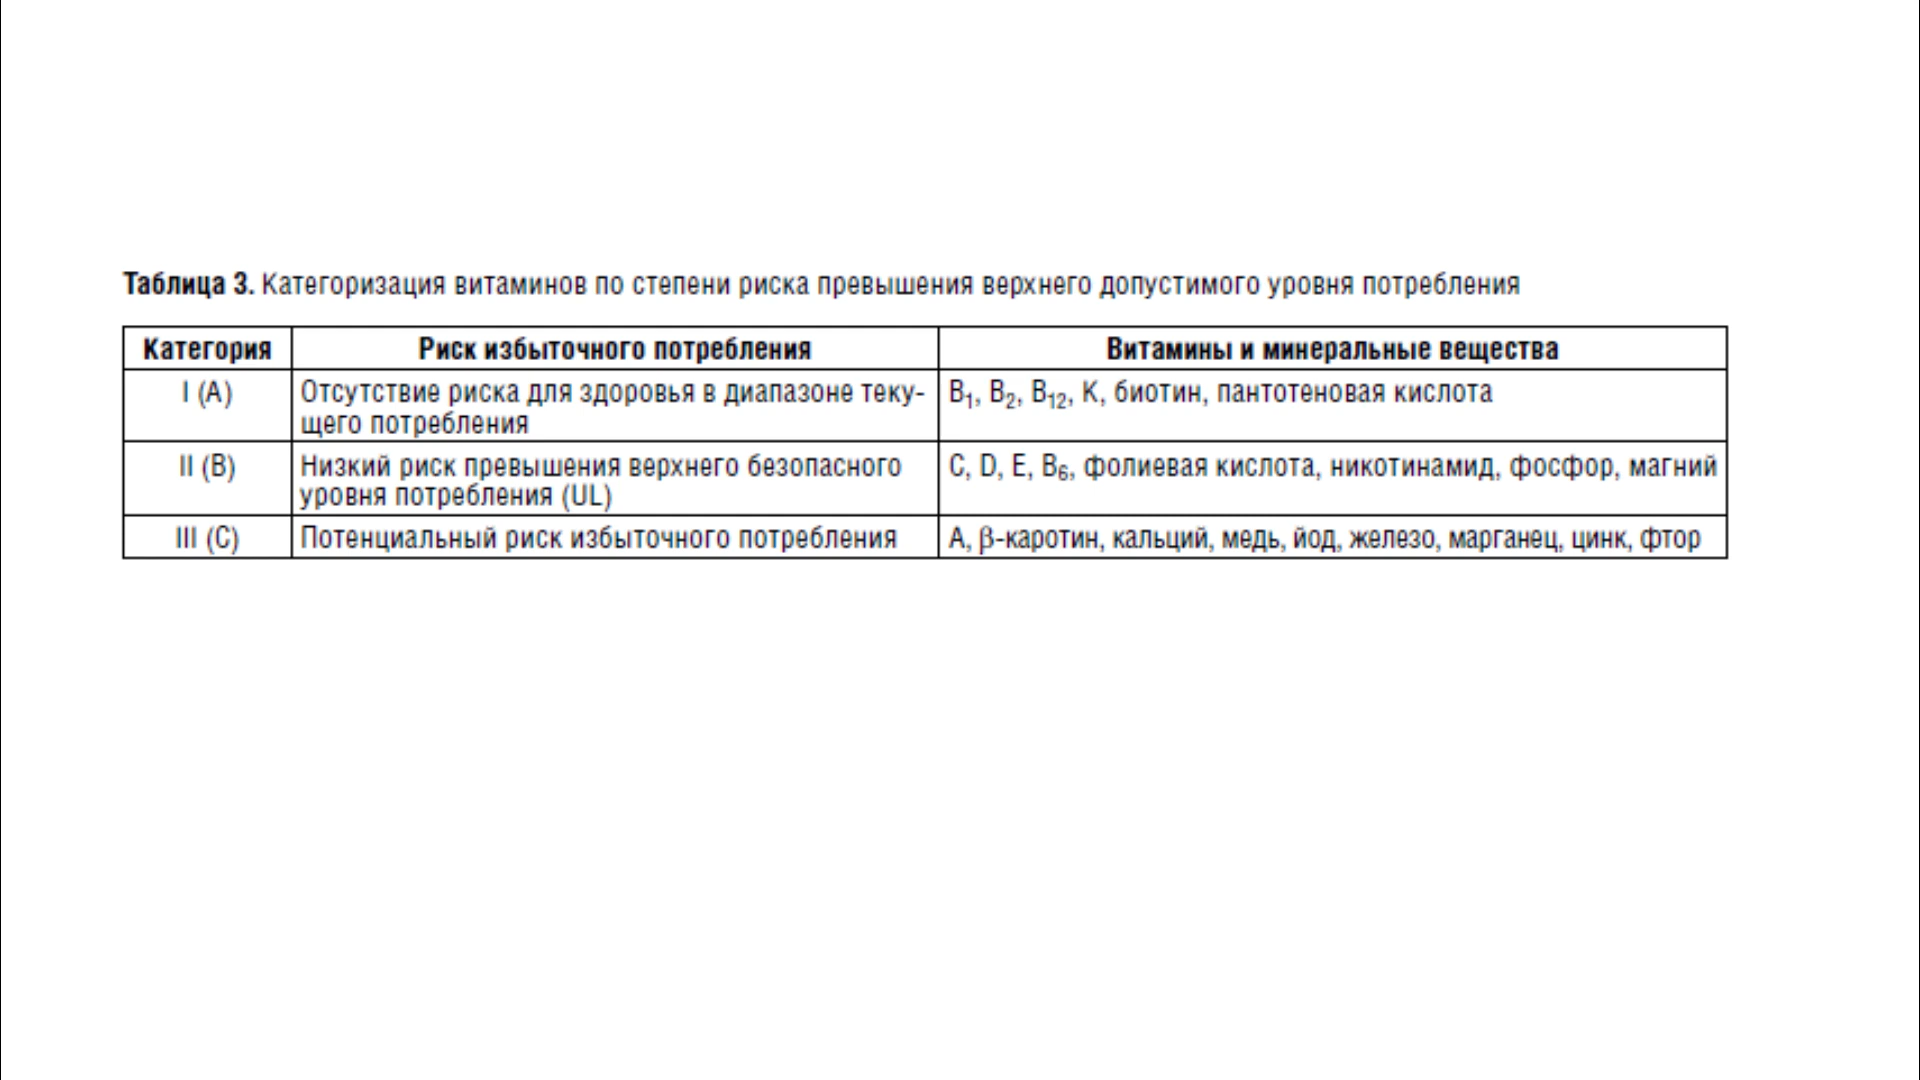 Таблица 3. Категоризация витаминов по степени риска превышения верхнего допустимого уровня потребления
Категория Риск избыточного потребления Витамины и минеральные вещества
I (A) Отсутствие риска для здоровья в диапазоне теку- B₁, B₂, B₁₂, K, биотин, пантотеновая кислота
щего потребления
II (B) Низкий риск превышения верхнего безопасного C, D, E, B₆, фолиевая кислота, никотинамид, фосфор, магний
уровня потребления (UL)
III (C) Потенциальный риск избыточного потребления A, β-каротин, кальций, медь, йод, железо, марганец, цинк, фтор